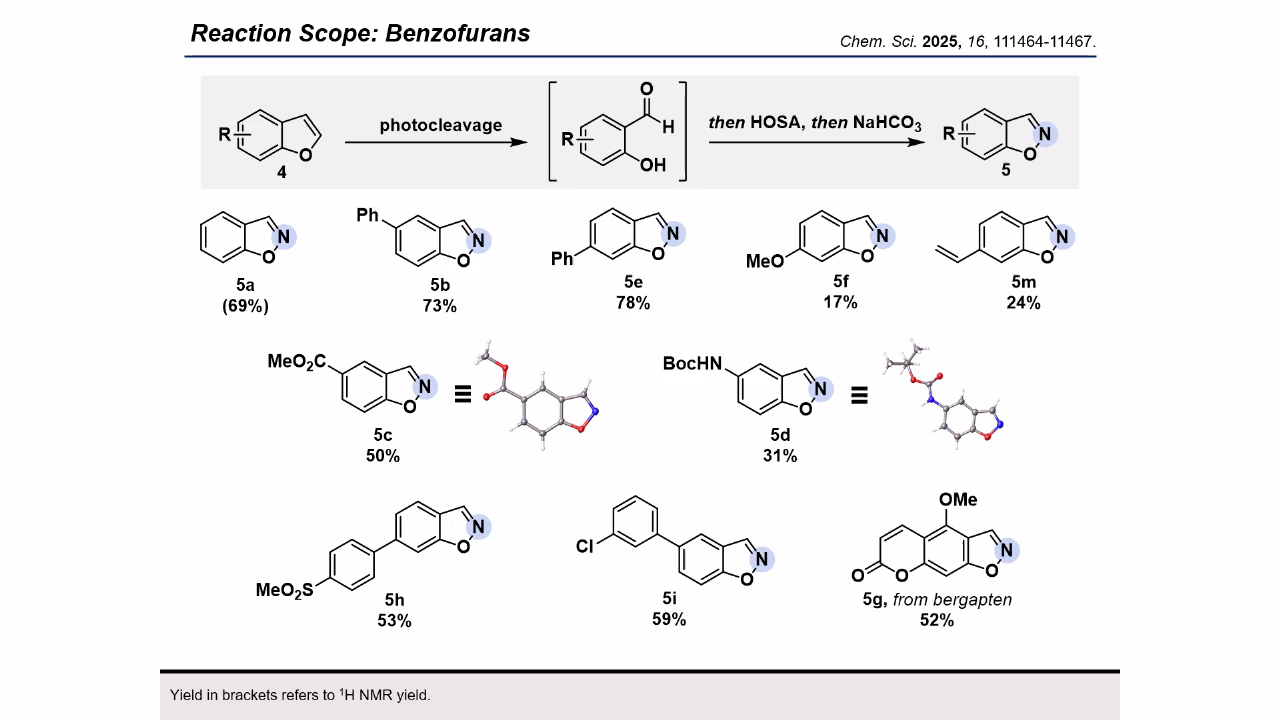 Reaction Scope: Benzofurans
Chem. Sci. 2025, 16, 111464-11467.
R
O
4
photocleavage
O
H
R
OH
then HOSA, then NaHCO3
R
N
O
5
N
O
5a
(69%)
Ph
N
O
5b
73%
N
O
Ph
5e
78%
N
O
MeO
5f
17%
N
O
5m
24%
MeO2C
N
O
≡
5c
50%
BocHN
N
O
≡
5d
31%
N
O
MeO2S
5h
53%
Cl
N
O
5i
59%
OMe
N
O
O
O
5g, from bergapten
52%
Yield in brackets refers to 1H NMR yield.